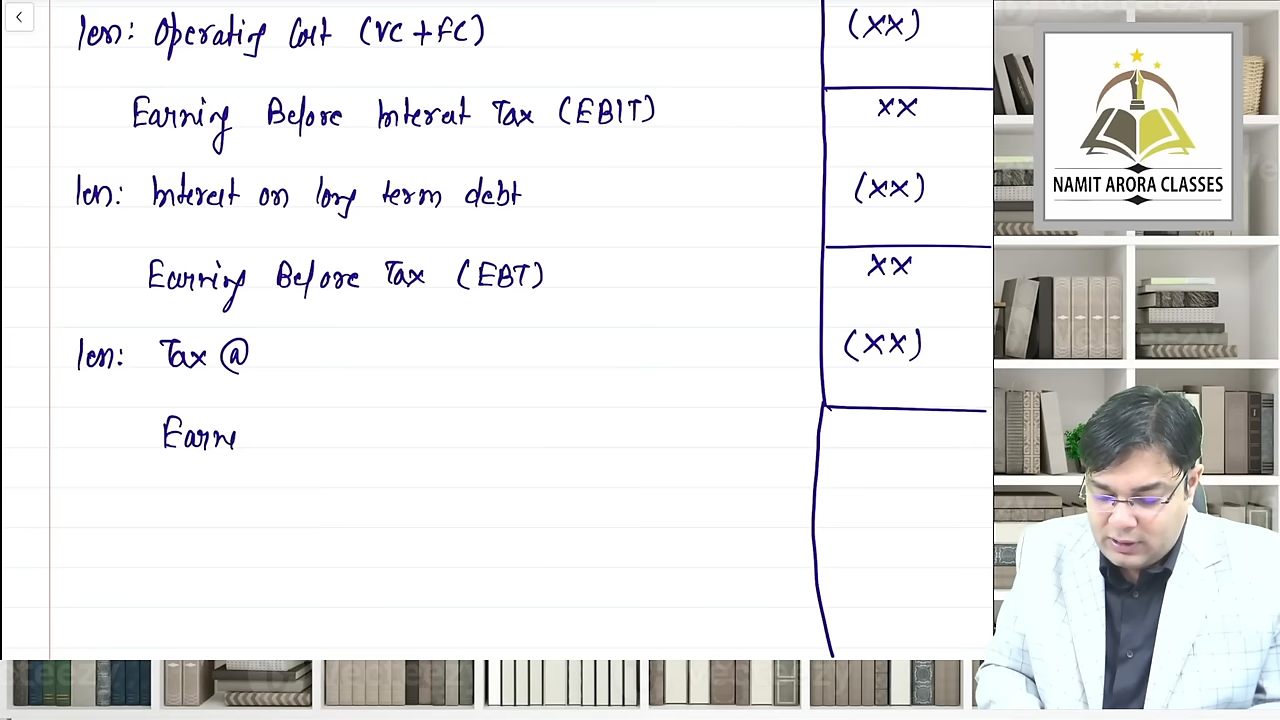 less: Operating Cost (VC + FC) (XX)
Earning Before Interest Tax (EBIT) XX
less: Interest on long term debt (XX)
Earning Before Tax (EBT) XX
less: Tax @ (XX)
Earn
NAMIT ARORA CLASSES